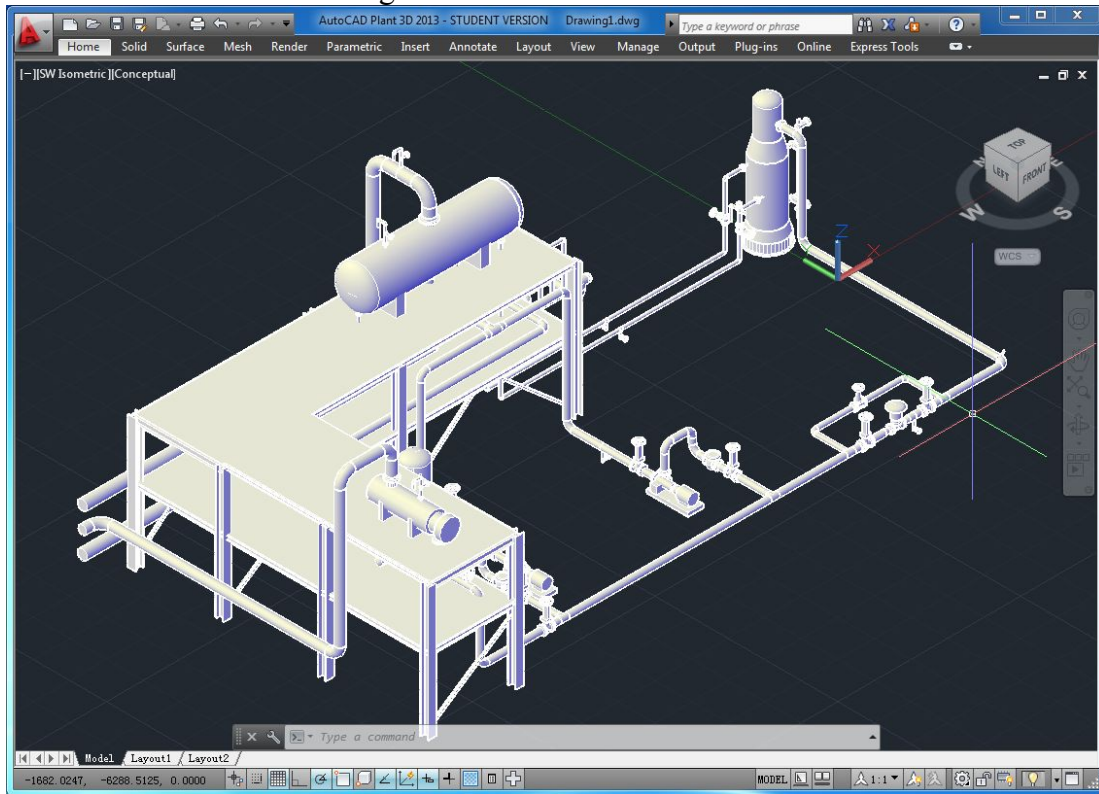 AutoCAD Plant 3D 2013 - STUDENT VERSION Drawing1.dwg Type a keyword or phrase
Home Solid Surface Mesh Render Parametric Insert Annotate Layout View Manage Output Plug-ins Online Express Tools
[−][SW Isometric][Conceptual]
TOP
LEFT FRONT
W S
Z
X
WCS
Type a command
Model Layout1 Layout2
-1682.0247, -6288.5125, 0.0000 MODEL 1:1